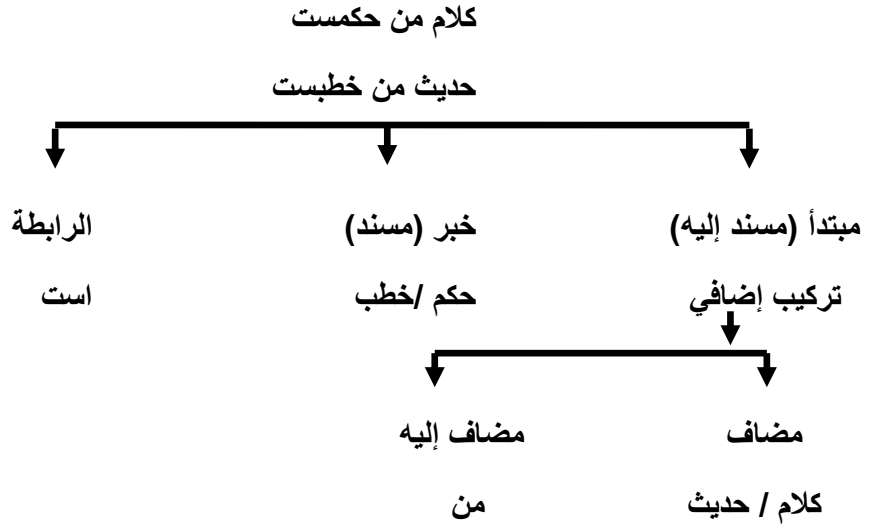 كلام من حكمست
حديث من خطبست
مبتدأ (مسند إليه) خبر (مسند) الرابطة
تركيب إضافي حكم /خطب است
مضاف مضاف إليه
كلام / حديث من